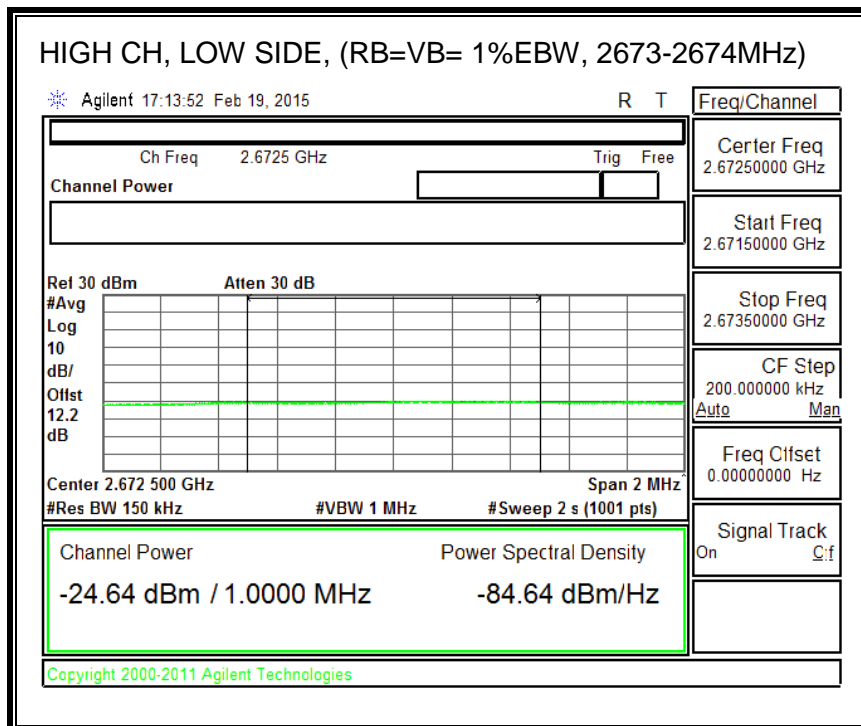 HIGH CH, LOW SIDE, (RB=VB= 1%EBW, 2673-2674MHz)
Agilent 17:13:52 Feb 19, 2015 R T
Freq/Channel
Ch Freq 2.6725 GHz Trig Free
Channel Power
Center Freq
2.67250000 GHz
Start Freq
2.67150000 GHz
Stop Freq
2.67350000 GHz
CF Step
200.000000 kHz
Auto Man
Freq Offset
0.00000000 Hz
Signal Track
On Off
Ref 30 dBm Atten 30 dB
#Avg
Log
10
dB/
Offst
12.2
dB
Center 2.672 500 GHz Span 2 MHz
#Res BW 150 kHz #VBW 1 MHz #Sweep 2 s (1001 pts)
Channel Power Power Spectral Density
-24.64 dBm / 1.0000 MHz -84.64 dBm/Hz
Copyright 2000-2011 Agilent Technologies